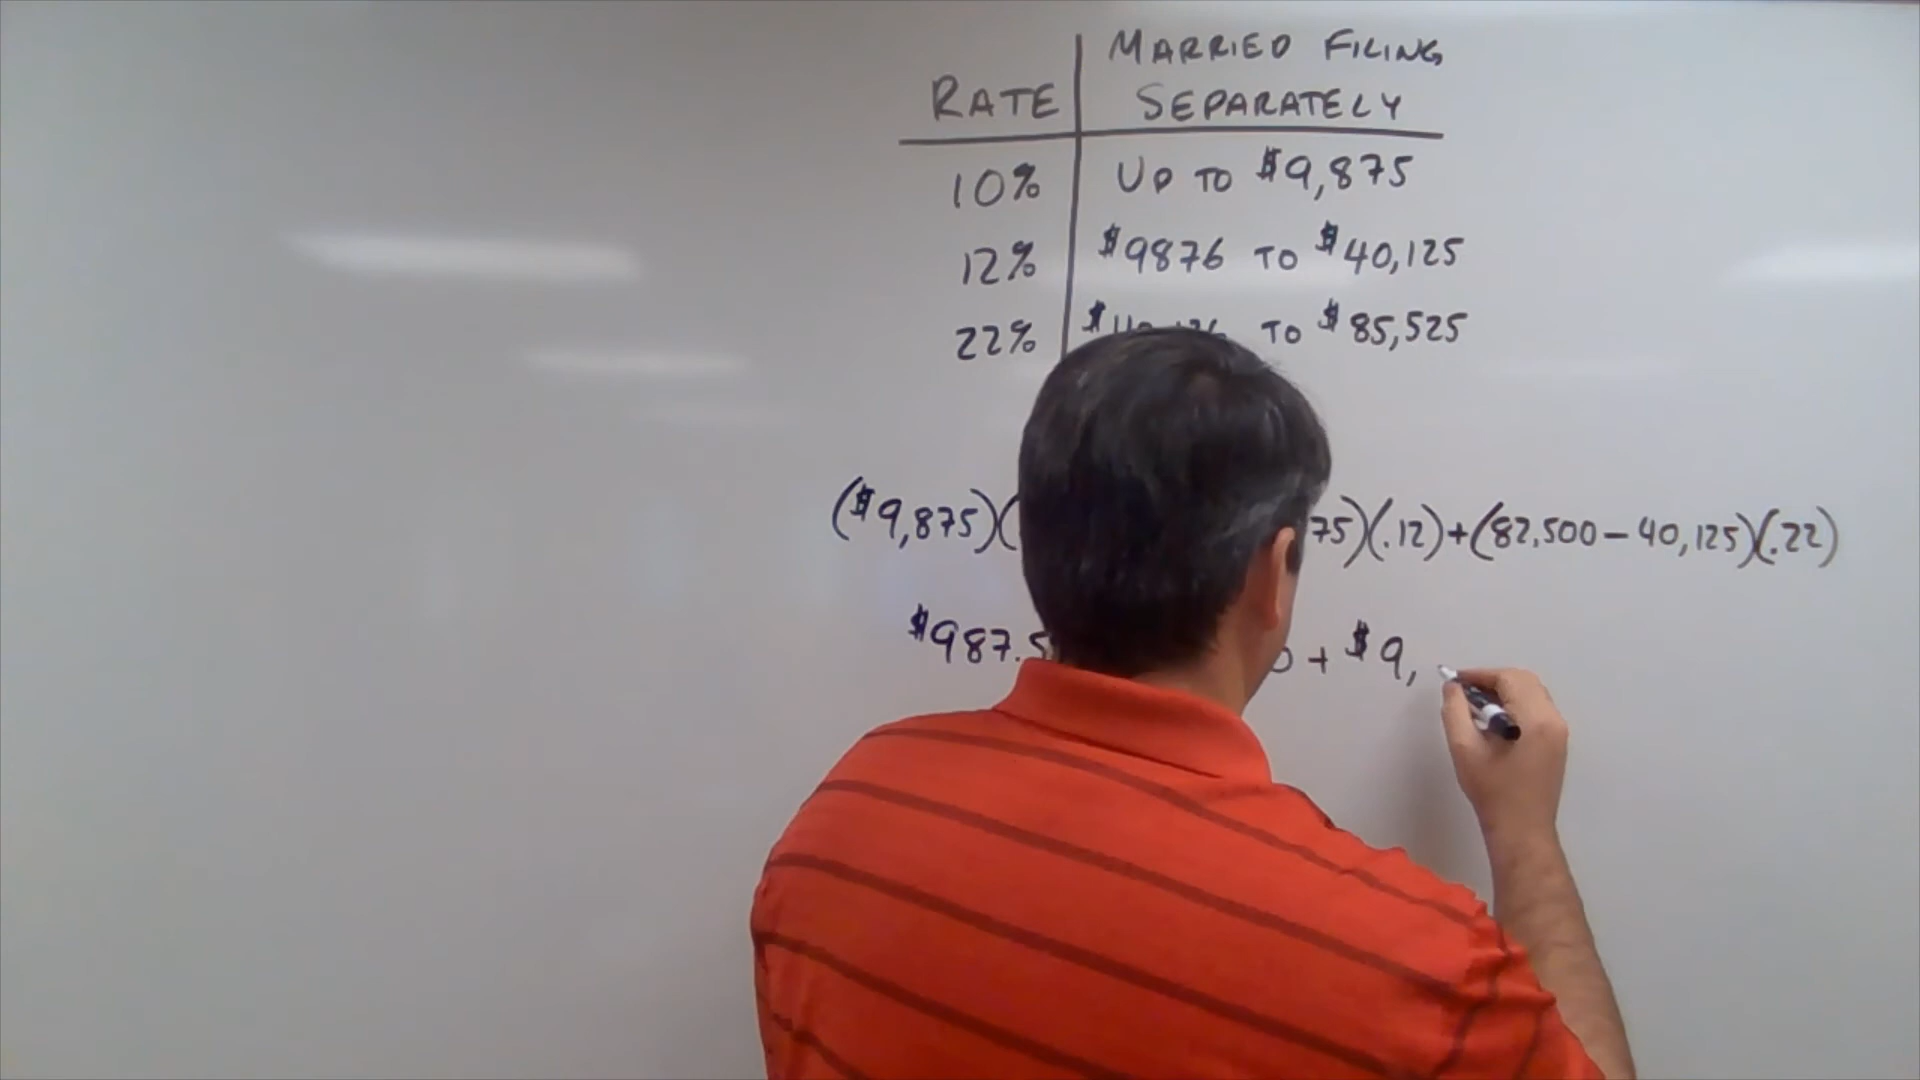 MARRIED FILING
RATE SEPARATELY
10% UP TO $9,875
12% $9876 TO $40,125
22% TO $85,525
($9,875)( 75)(.12)+(82,500-40,125)(.22)
$987.5 0 + $9,